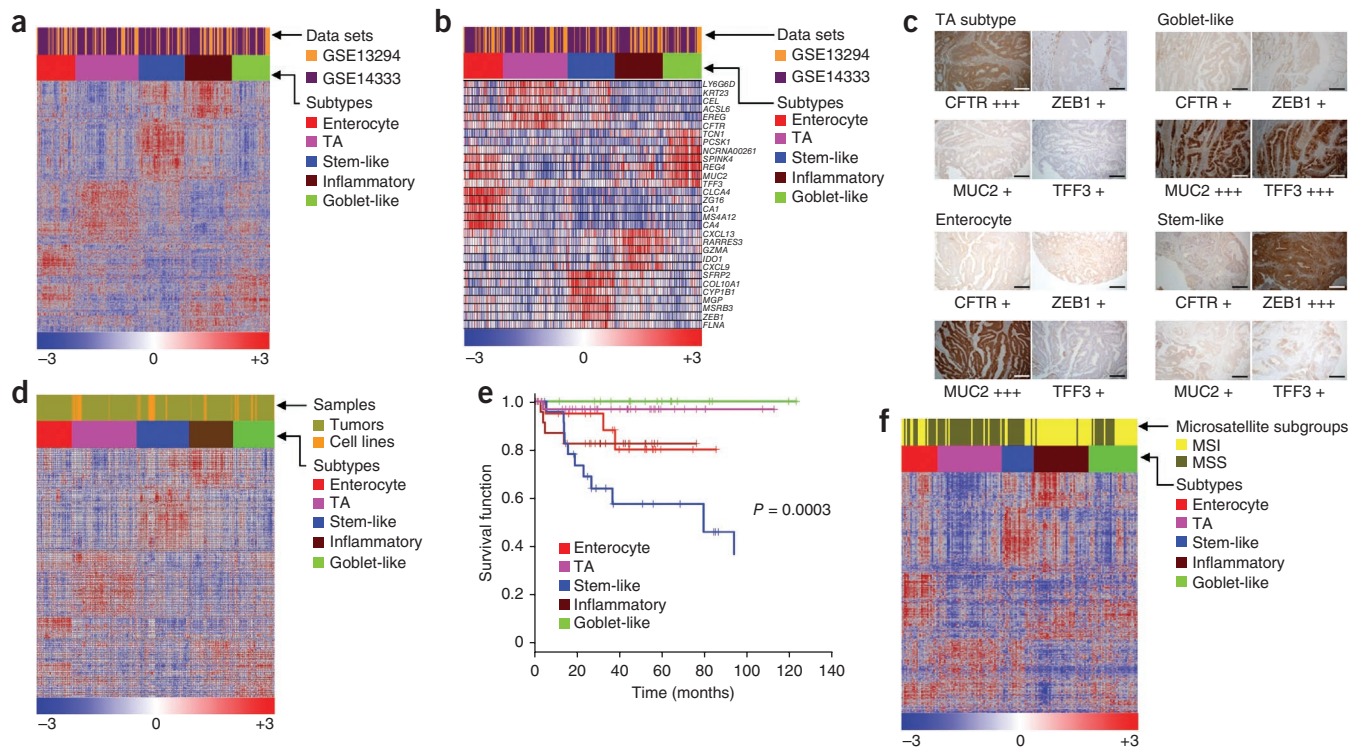 a
Data sets
GSE13294
GSE14333
Subtypes
Enterocyte
TA
Stem-like
Inflammatory
Goblet-like
–3 0 +3
b
Data sets
GSE13294
GSE14333
Subtypes
Enterocyte
TA
Stem-like
Inflammatory
Goblet-like
LY6G6D
KRT23
CEL
ACSL6
EREG
CFTR
TCN1
PCSK1
NCRNA00261
SPINK4
REG4
MUC2
TFF3
CLCA4
ZG16
CA1
MS4A12
CA4
CXCL13
RARRES3
GZMA
IDO1
CXCL9
SFRP2
COL10A1
CYP1B1
MGP
MSRB3
ZEB1
FLNA
–3 0 +3
c
TA subtype
CFTR +++ ZEB1 +
MUC2 + TFF3 +
Goblet-like
CFTR + ZEB1 +
MUC2 +++ TFF3 +++
Enterocyte
CFTR + ZEB1 +
MUC2 +++ TFF3 +
Stem-like
CFTR + ZEB1 +++
MUC2 + TFF3 +
d
Samples
Tumors
Cell lines
Subtypes
Enterocyte
TA
Stem-like
Inflammatory
Goblet-like
–3 0 +3
e
Survival function
1.0
0.8
0.6
0.4
0.2
0
P = 0.0003
Enterocyte
TA
Stem-like
Inflammatory
Goblet-like
0 20 40 60 80 100 120 140
Time (months)
f
Microsatellite subgroups
MSI
MSS
Subtypes
Enterocyte
TA
Stem-like
Inflammatory
Goblet-like
–3 0 +3